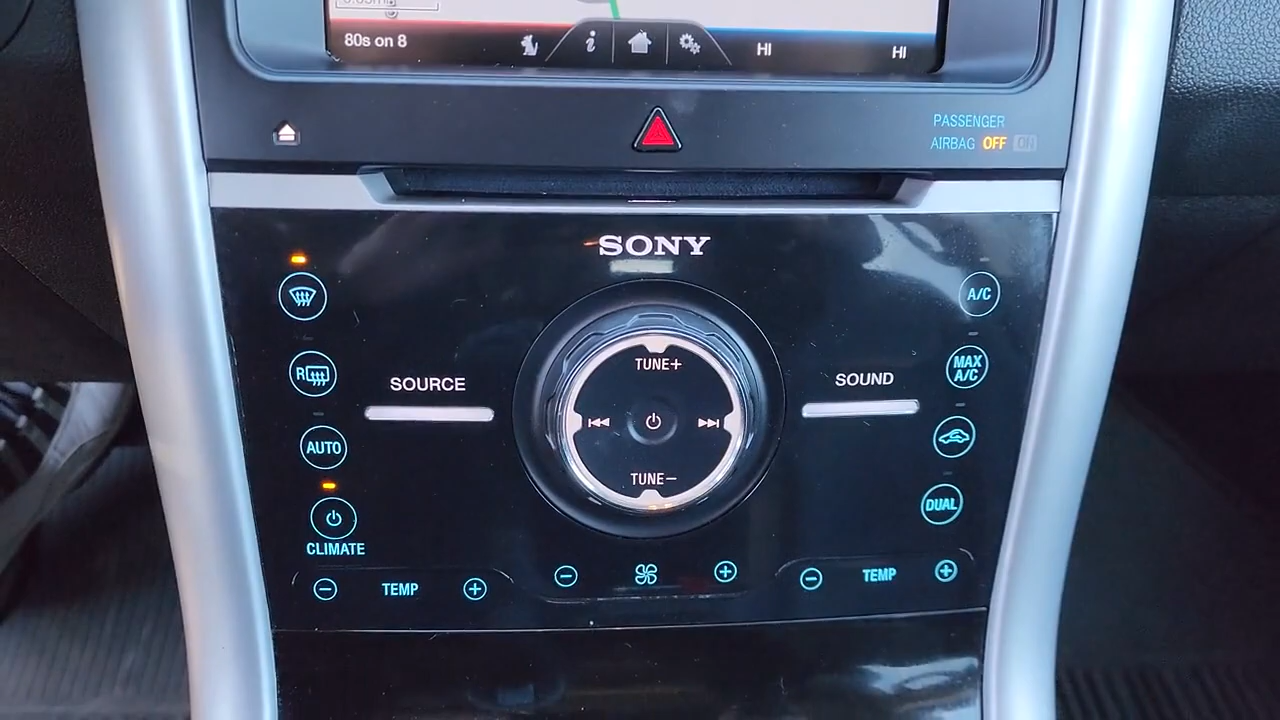 80s on 8
i
HI
HI
PASSENGER
AIRBAG OFF ON
SONY
A/C
TUNE+
MAX
A/C
R
SOURCE
SOUND
AUTO
TUNE-
DUAL
CLIMATE
TEMP
TEMP